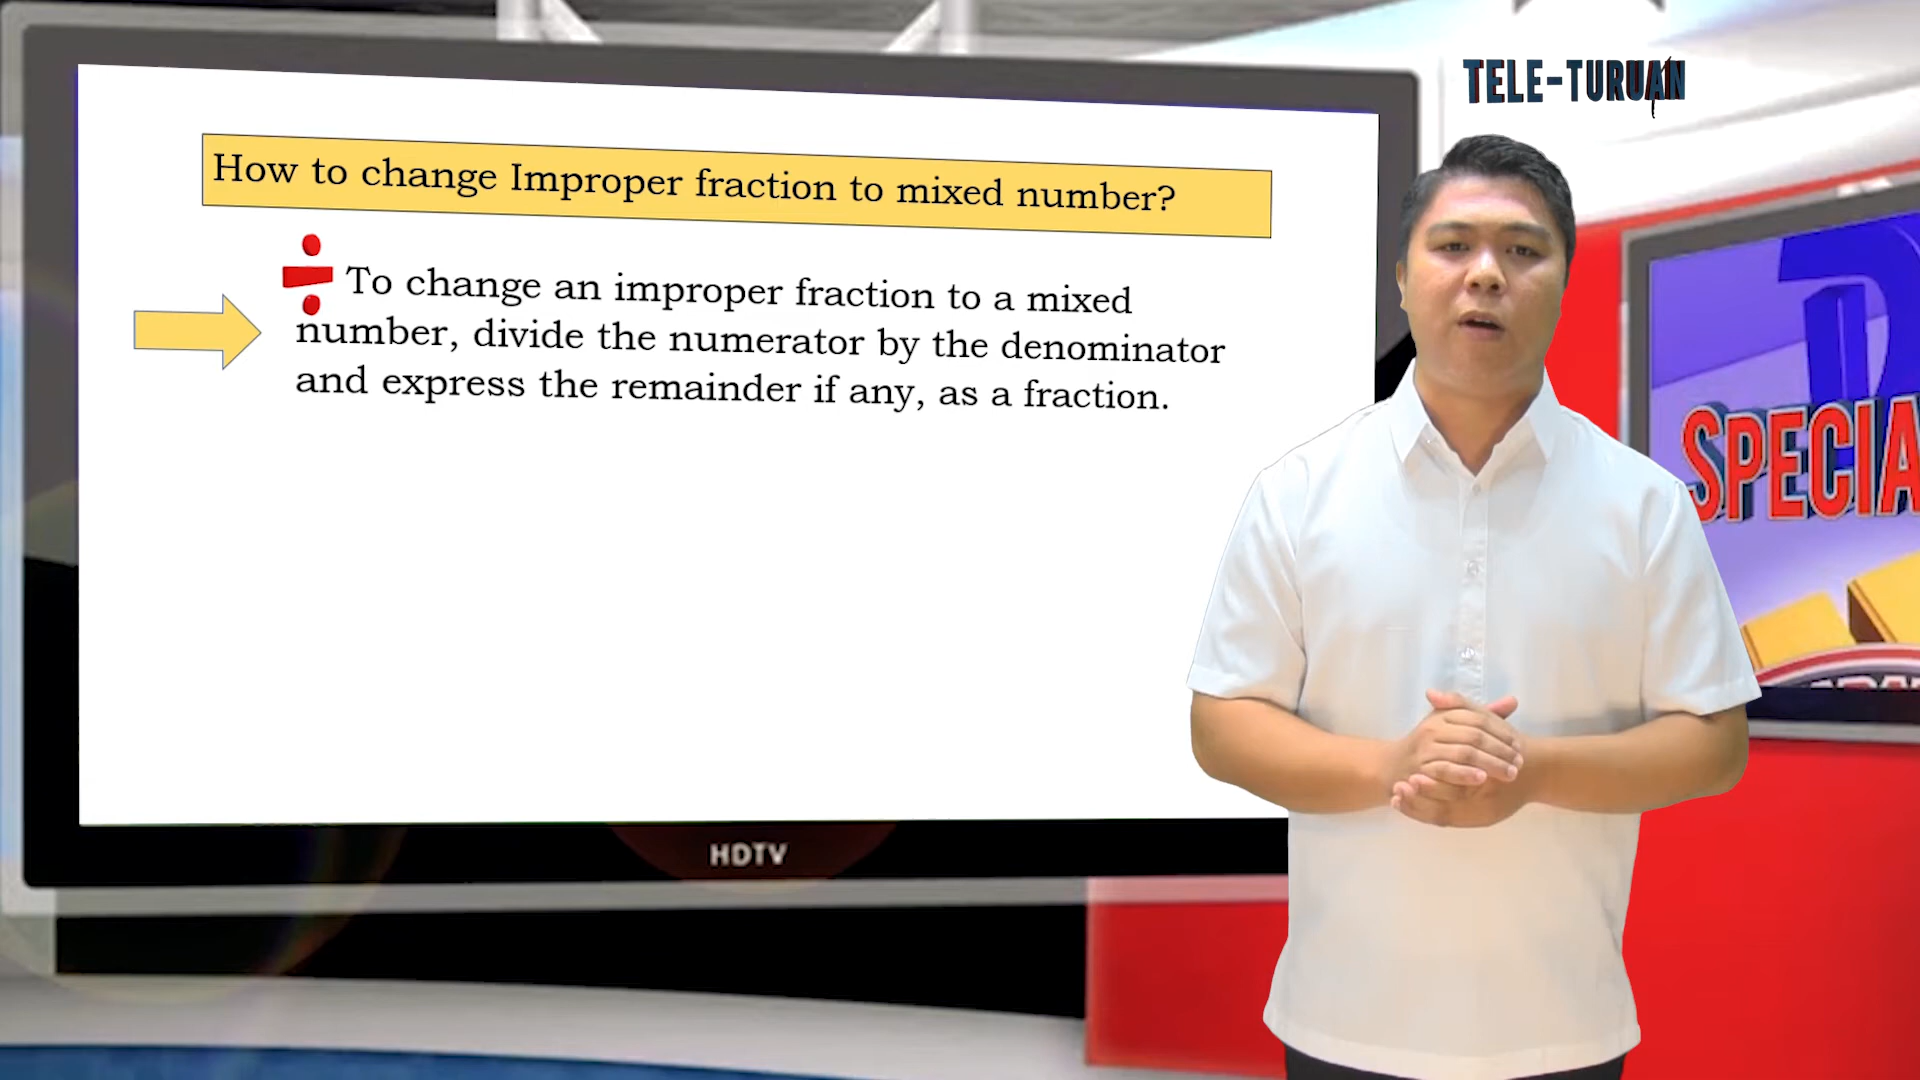 TELE-TURUAN
How to change Improper fraction to mixed number?
÷ To change an improper fraction to a mixed
number, divide the numerator by the denominator
and express the remainder if any, as a fraction.
HDTV